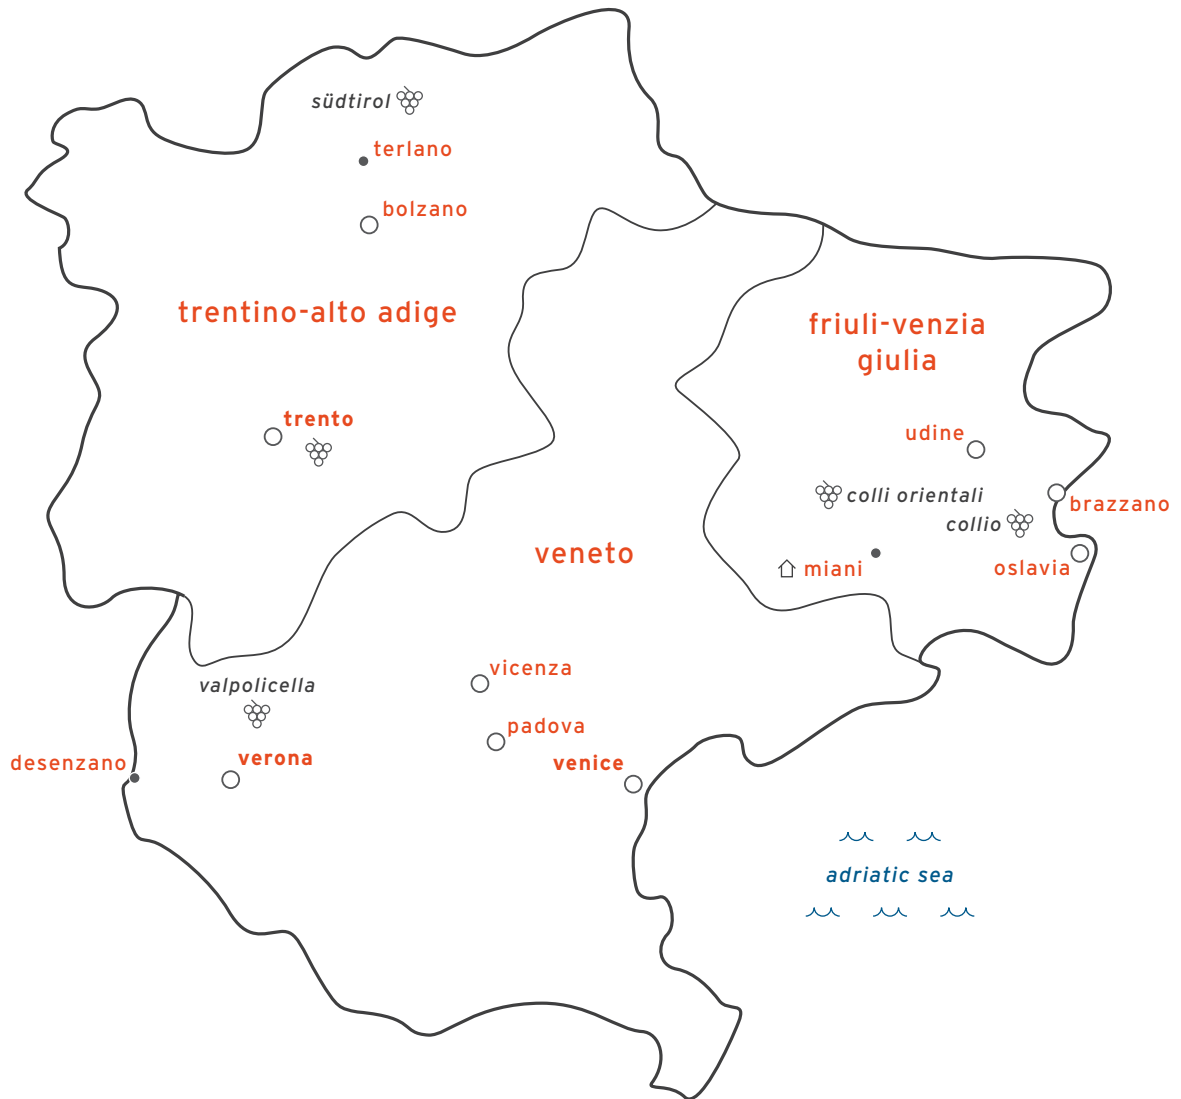 südtirol
terlano
bolzano
trentino-alto adige
friuli-venzia
giulia
trento
udine
colli orientali
brazzano
collio
veneto
miani
oslavia
vicenza
valpolicella
padova
desenzano
verona
venice
adriatic sea